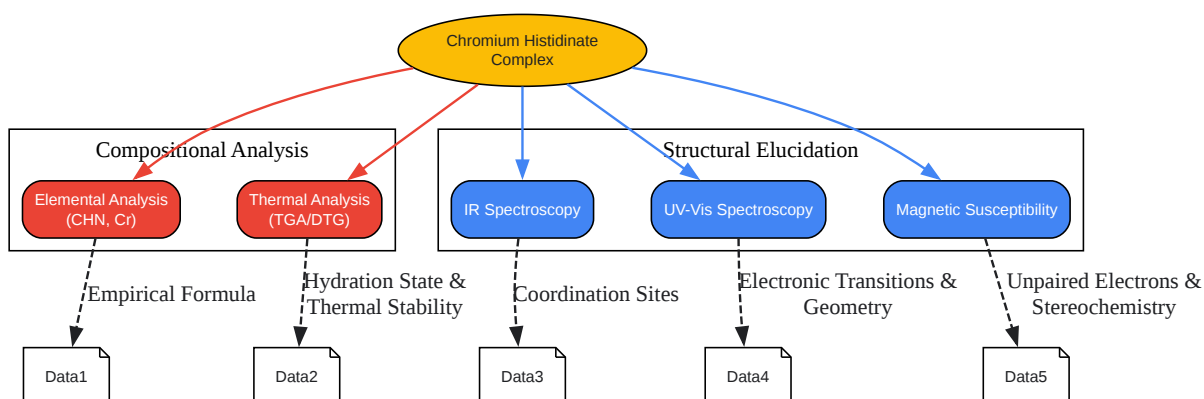 Chromium Histidinate
Complex
Compositional Analysis
Structural Elucidation
Elemental Analysis
(CHN, Cr)
Thermal Analysis
(TGA/DTG)
IR Spectroscopy
UV-Vis Spectroscopy
Magnetic Susceptibility
Empirical Formula
Hydration State &
Thermal Stability
Coordination Sites
Electronic Transitions &
Geometry
Unpaired Electrons &
Stereochemistry
Data1
Data2
Data3
Data4
Data5